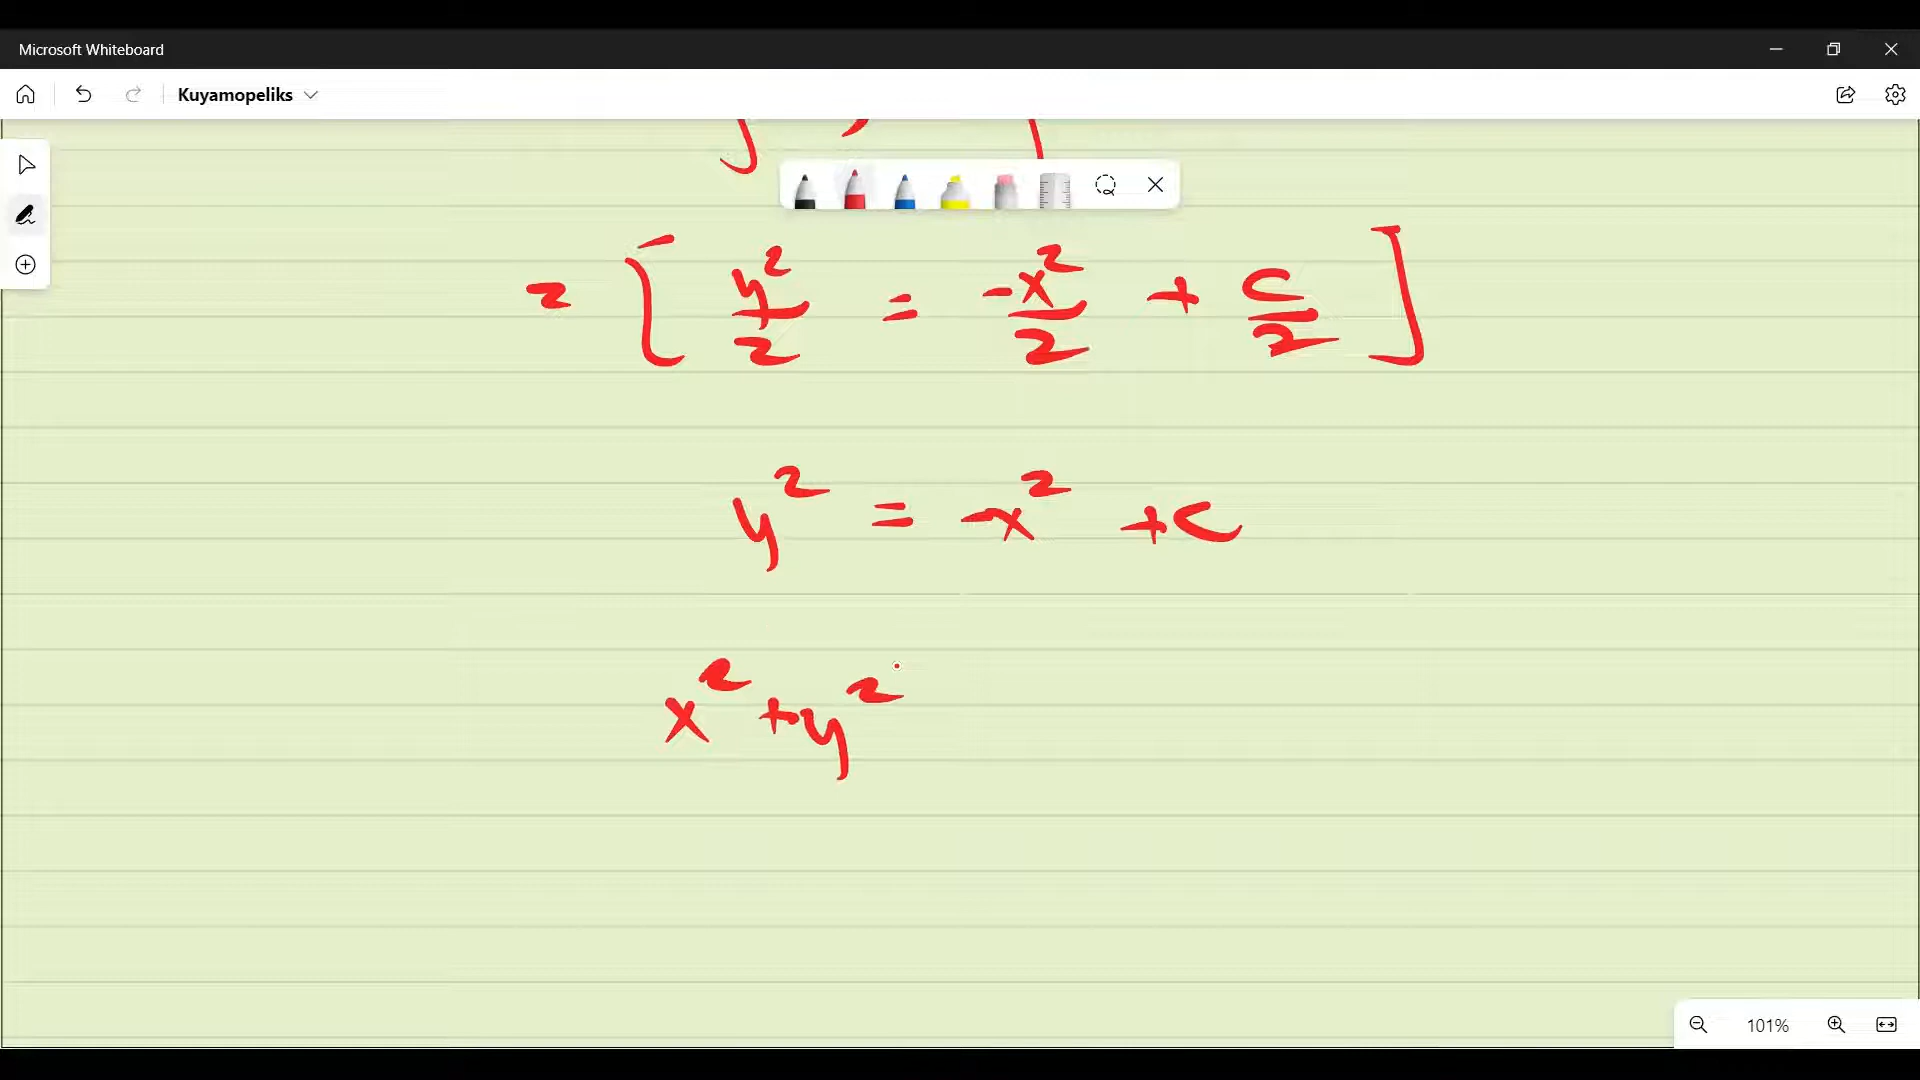 Microsoft Whiteboard
Kuyamopeliks
2 [ y²/2 = -x²/2 + c/2 ]
y² = -x² + c
x² + y²
101%